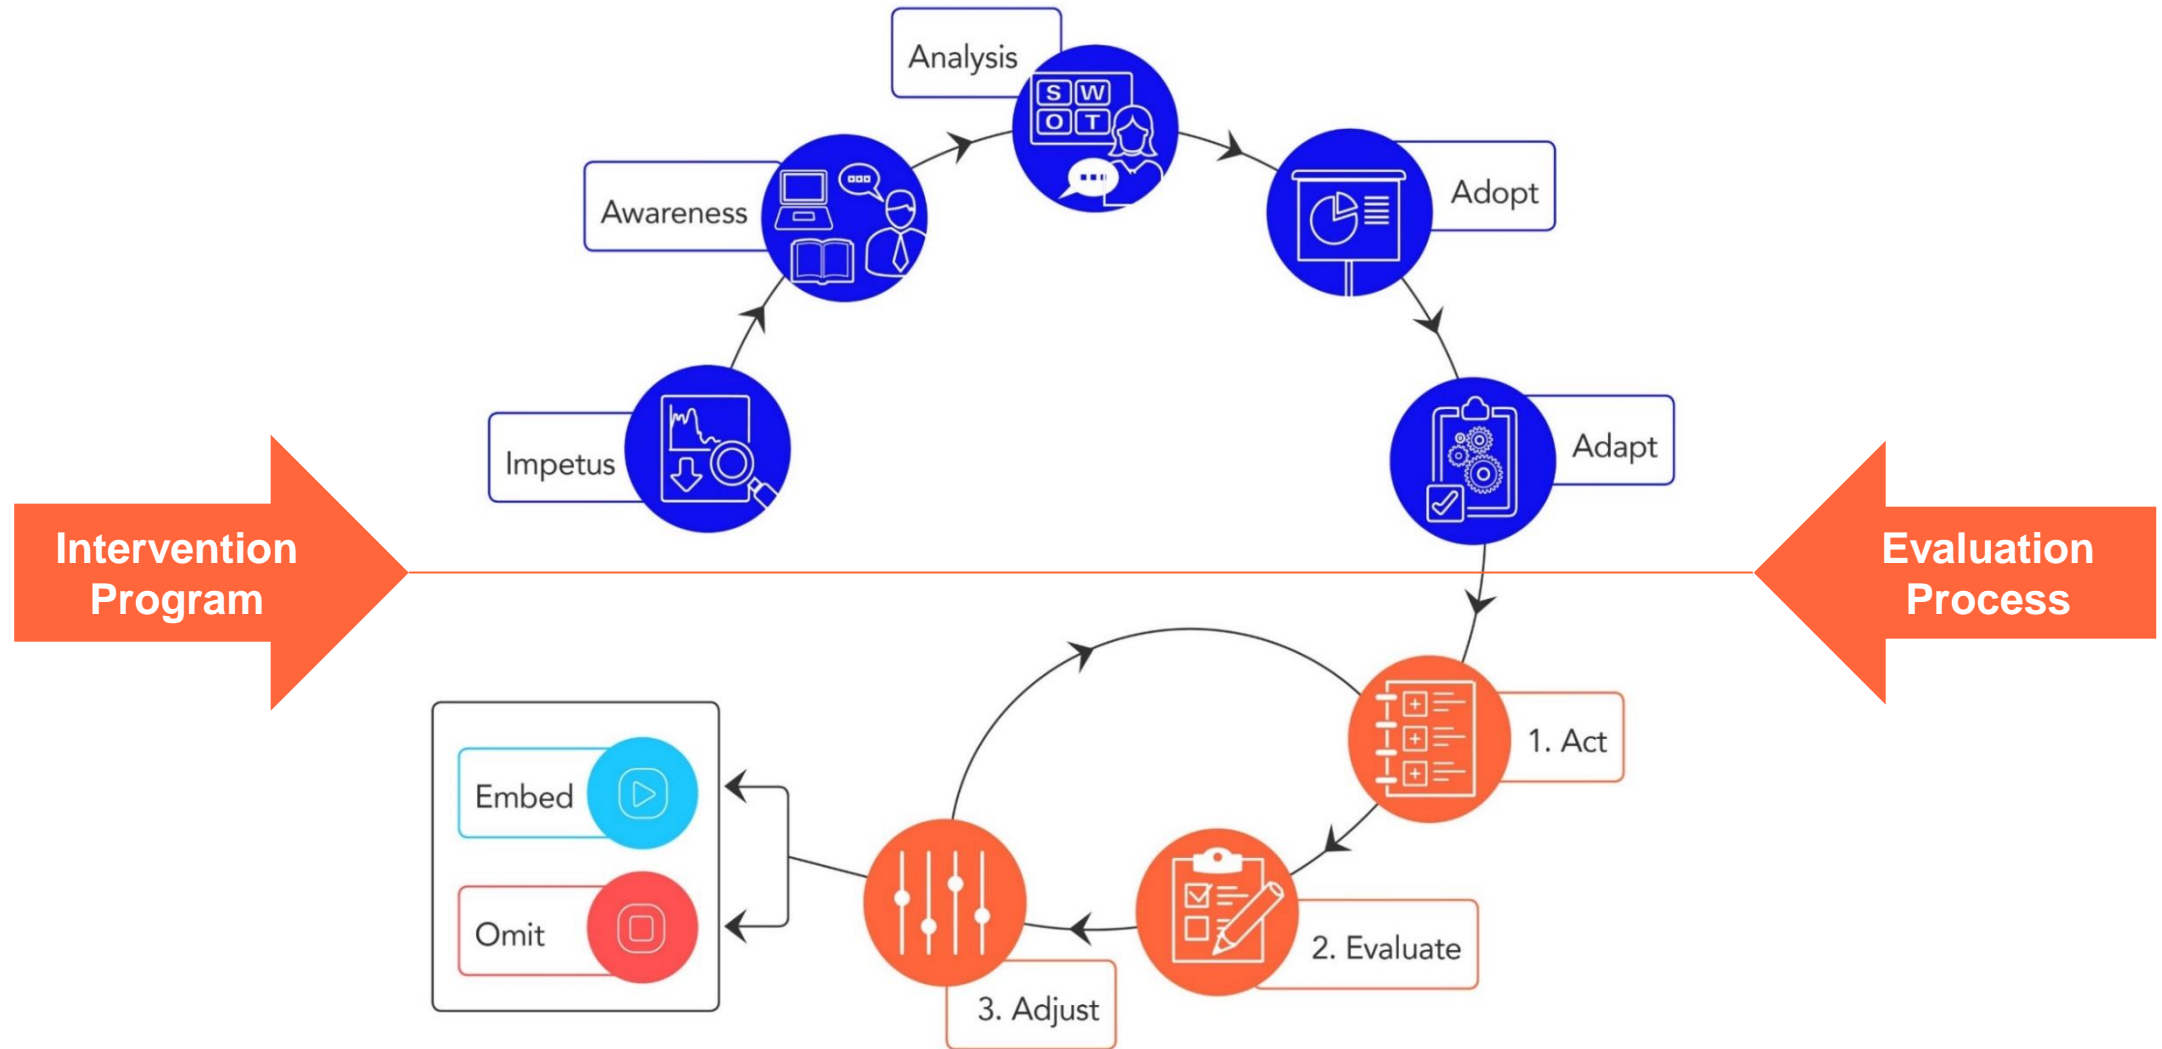 Analysis
S W
O T
Awareness
Adopt
Impetus
Adapt
Intervention
Program
Evaluation
Process
1. Act
Embed
Omit
2. Evaluate
3. Adjust